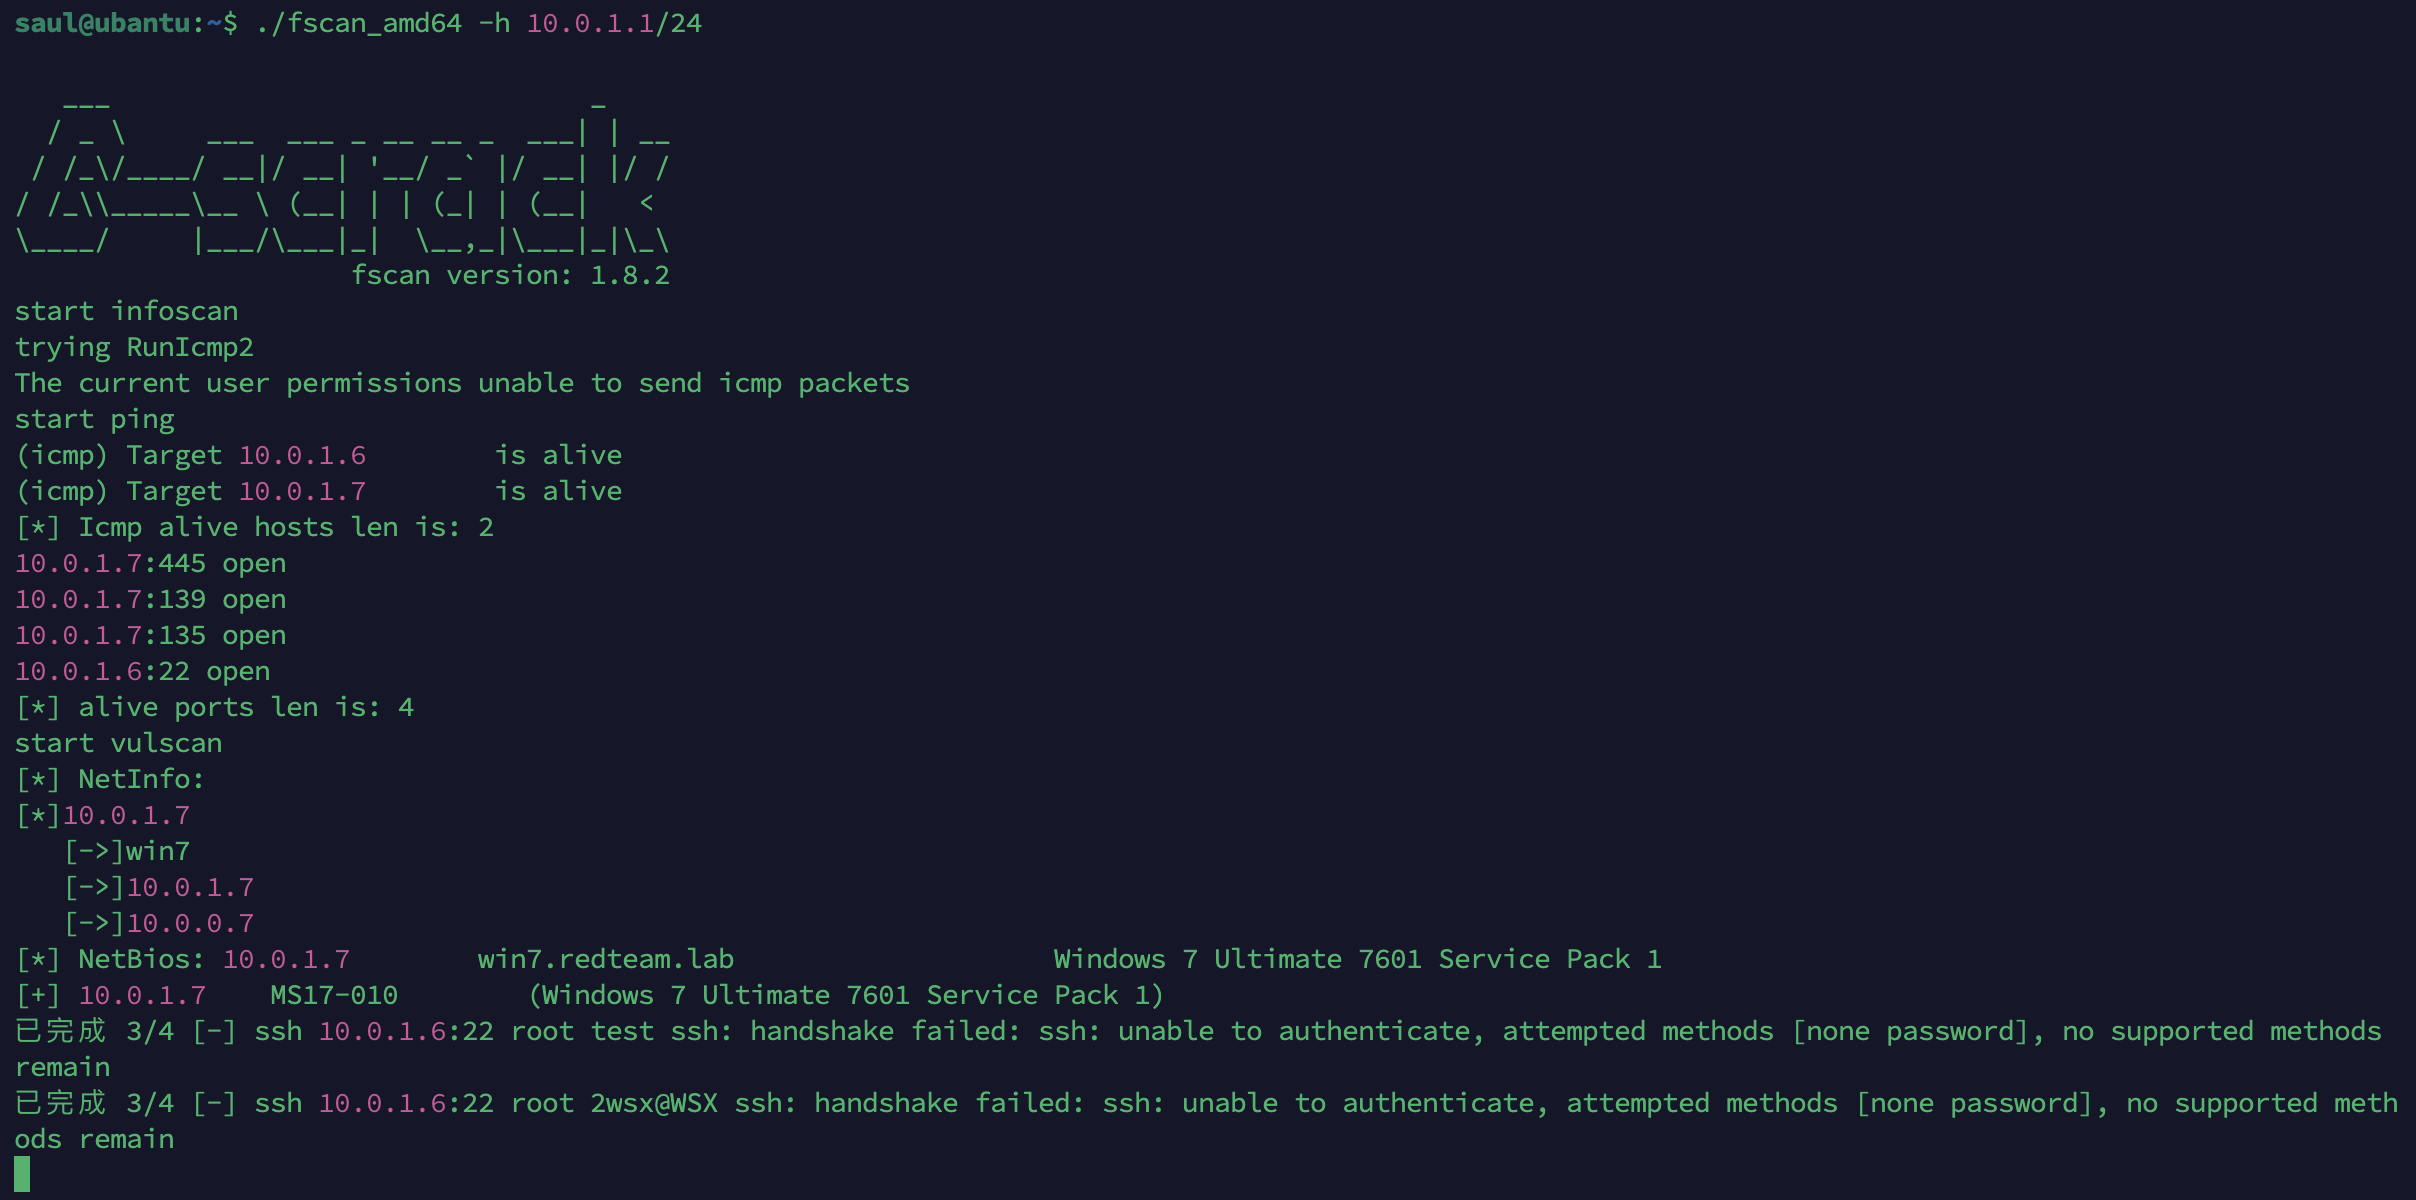 saul@ubantu:~$ ./fscan_amd64 -h 10.0.1.1/24
   ___                              _
  / _ \     ___  ___ _ __ __ _  ___| | __
 / /_\/____/ __|/ __| '__/ _` |/ __| |/ /
/ /_\\_____\__ \ (__| | | (_| | (__|   <
\____/     |___/\___|_|  \__,_|\___|_|\_\
                     fscan version: 1.8.2
start infoscan
trying RunIcmp2
The current user permissions unable to send icmp packets
start ping
(icmp) Target 10.0.1.6        is alive
(icmp) Target 10.0.1.7        is alive
[*] Icmp alive hosts len is: 2
10.0.1.7:445 open
10.0.1.7:139 open
10.0.1.7:135 open
10.0.1.6:22 open
[*] alive ports len is: 4
start vulscan
[*] NetInfo:
[*]10.0.1.7
   [->]win7
   [->]10.0.1.7
   [->]10.0.0.7
[*] NetBios: 10.0.1.7        win7.redteam.lab                    Windows 7 Ultimate 7601 Service Pack 1
[+] 10.0.1.7    MS17-010        (Windows 7 Ultimate 7601 Service Pack 1)
已完成 3/4 [-] ssh 10.0.1.6:22 root test ssh: handshake failed: ssh: unable to authenticate, attempted methods [none password], no supported methods
remain
已完成 3/4 [-] ssh 10.0.1.6:22 root 2wsx@WSX ssh: handshake failed: ssh: unable to authenticate, attempted methods [none password], no supported meth
ods remain